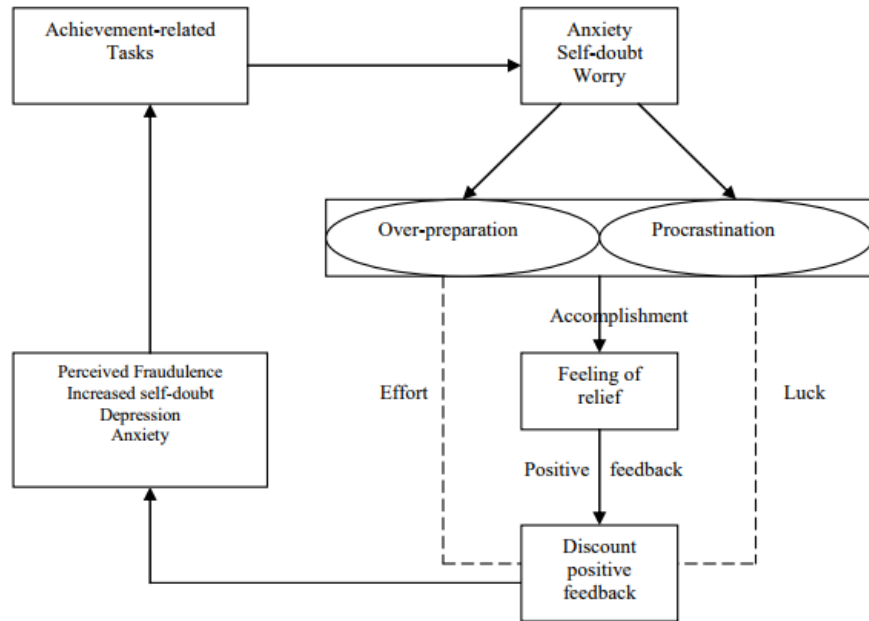 Achievement-related
Tasks
Anxiety
Self-doubt
Worry
Over-preparation
Procrastination
Accomplishment
Perceived Fraudulence
Increased self-doubt
Depression
Anxiety
Effort
Feeling of
relief
Luck
Positive feedback
Discount
positive
feedback